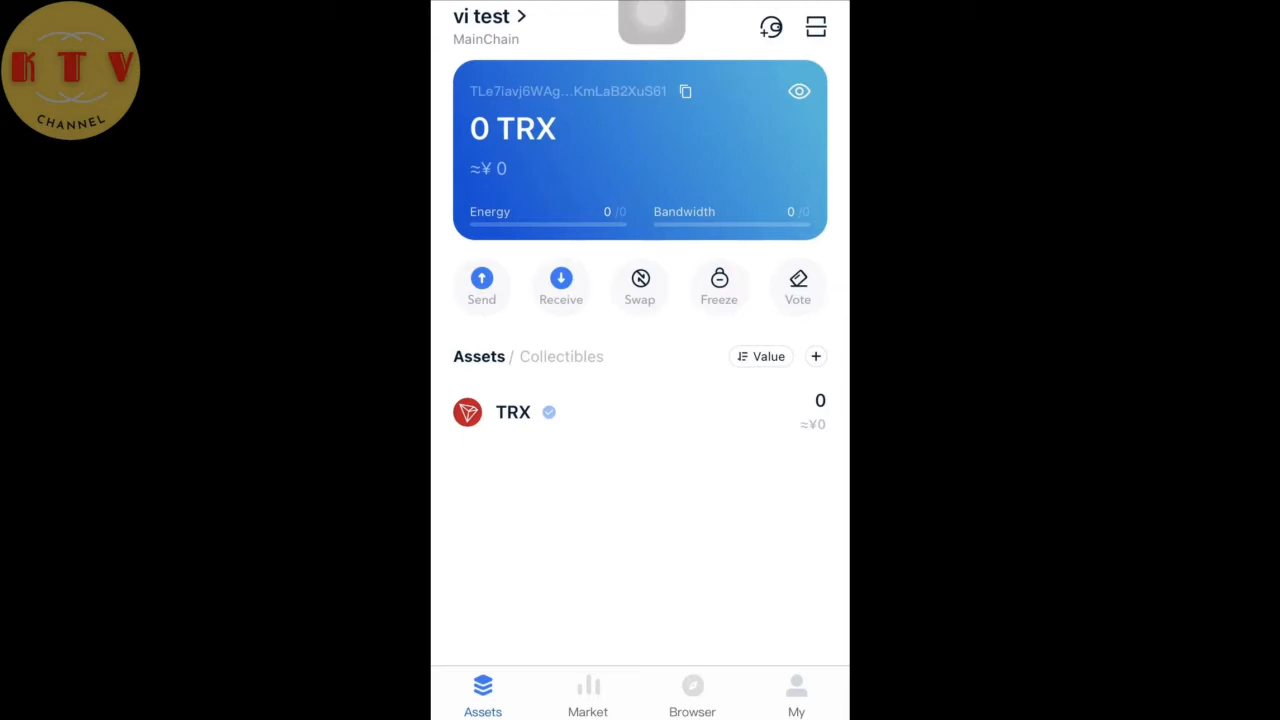 KTV
CHANNEL
vi test >
MainChain
TLe7iavj6WAg...KmLaB2XuS61
0 TRX
≈¥ 0
Energy 0 /0 Bandwidth 0 /0
Send Receive Swap Freeze Vote
Assets / Collectibles Value +
TRX 0
≈¥0
Assets Market Browser My